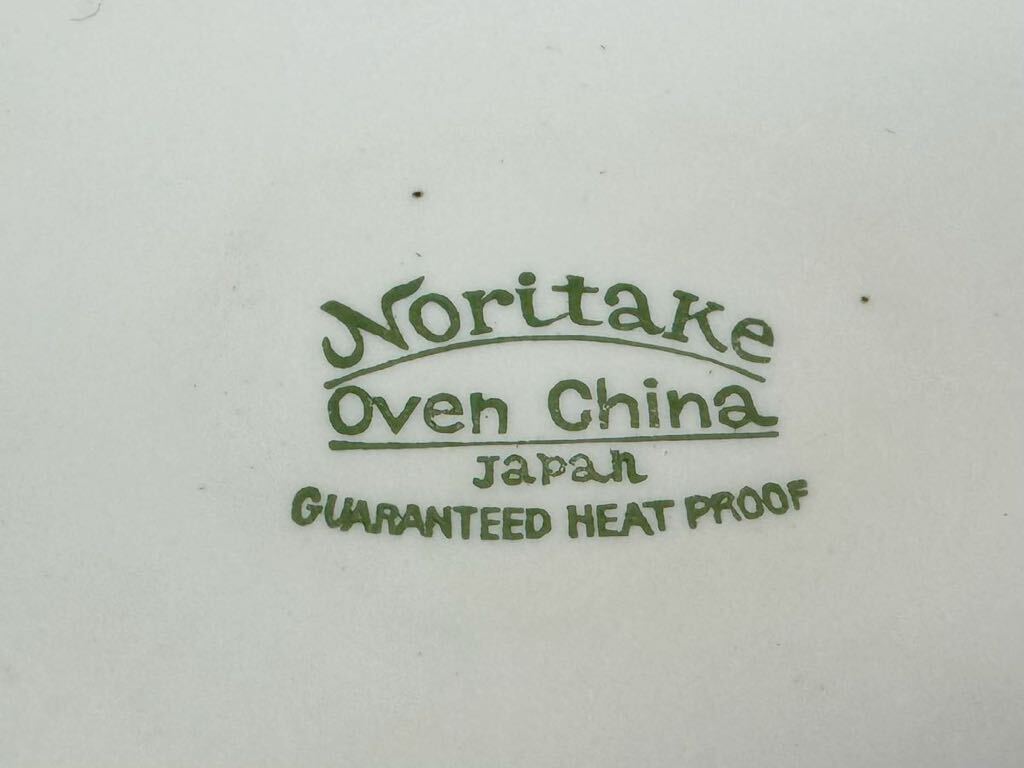 Noritake
Oven China
Japan
GUARANTEED HEAT PROOF